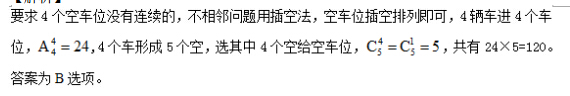 要求 4 个空车位没有连续的，不相邻问题用插空法，空车位插空排列即可，4 辆车进 4 个车
位，A₄⁴=24，4 个车形成 5 个空，选其中 4 个空给空车位，C₅⁴=C₅¹=5，共有 24×5=120。
答案为 B 选项。